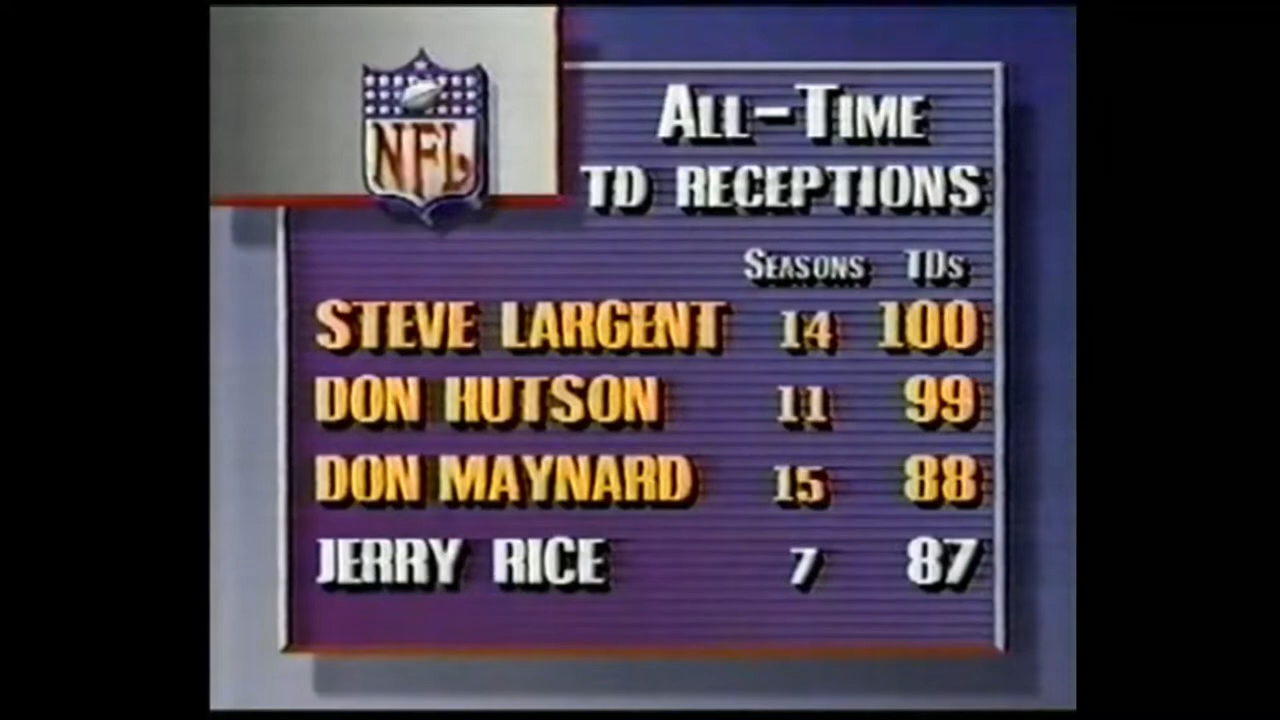 NFL
ALL-TIME
TD RECEPTIONS
SEASONS TDs
STEVE LARGENT 14 100
DON HUTSON 11 99
DON MAYNARD 15 88
JERRY RICE 7 87